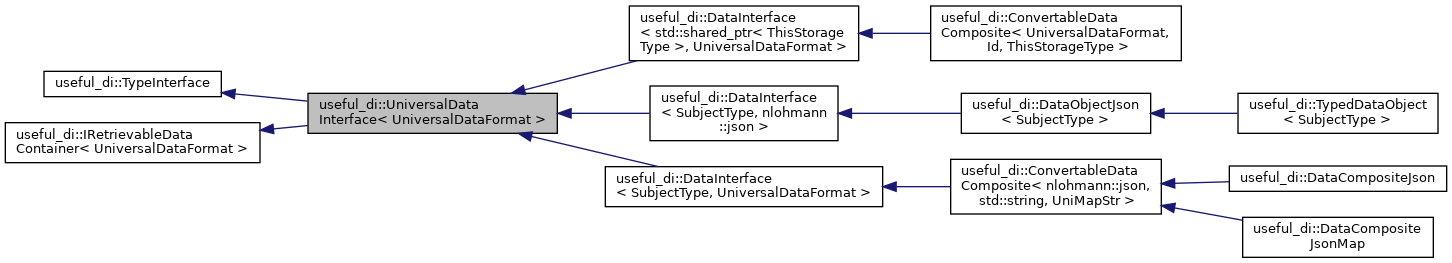 useful_di::TypeInterface
useful_di::IRetrievableData
Container< UniversalDataFormat >
useful_di::UniversalData
Interface< UniversalDataFormat >
useful_di::DataInterface
< std::shared_ptr< ThisStorage
Type >, UniversalDataFormat >
useful_di::ConvertableData
Composite< UniversalDataFormat,
Id, ThisStorageType >
useful_di::DataInterface
< SubjectType, nlohmann
::json >
useful_di::DataObjectJson
< SubjectType >
useful_di::TypedDataObject
< SubjectType >
useful_di::DataInterface
< SubjectType, UniversalDataFormat >
useful_di::ConvertableData
Composite< nlohmann::json,
std::string, UniMapStr >
useful_di::DataCompositeJson
useful_di::DataComposite
JsonMap